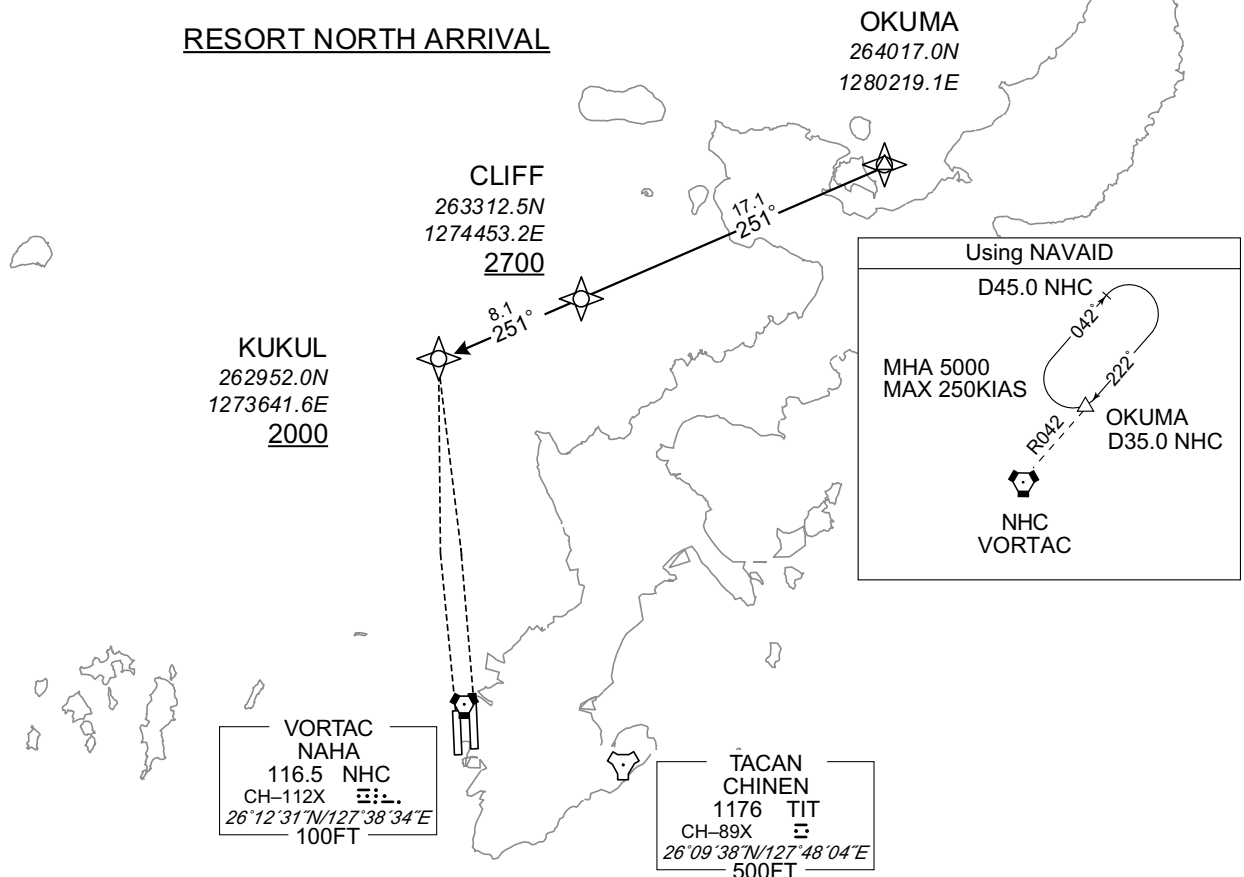 RESORT NORTH ARRIVAL
OKUMA
264017.0N
1280219.1E
CLIFF
263312.5N
1274453.2E
2700
17.1
251°
8.1
251°
KUKUL
262952.0N
1273641.6E
2000
Using NAVAID
D45.0 NHC
042°
222°
MHA 5000
MAX 250KIAS
OKUMA
D35.0 NHC
R042
NHC
VORTAC
VORTAC
NAHA
116.5 NHC
CH–112X
26°12′31″N/127°38′34″E
100FT
TACAN
CHINEN
1176 TIT
CH–89X
26°09′38″N/127°48′04″E
500FT